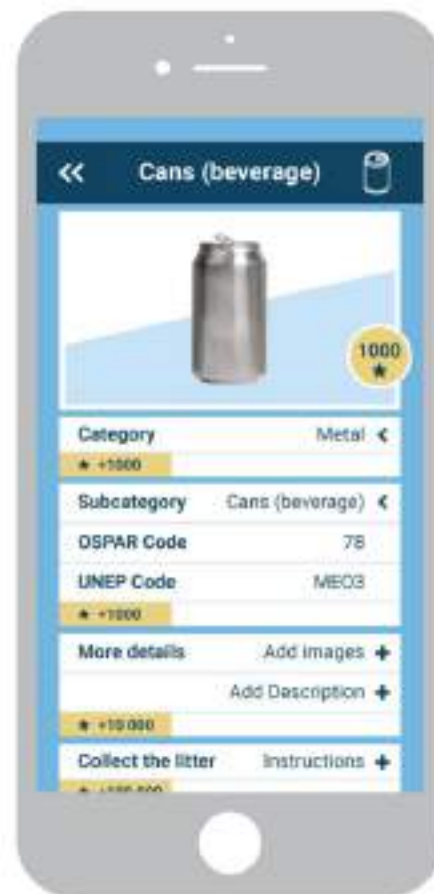 Cans (beverage)
1000
Category Metal
+1000
Subcategory Cans (beverage)
OSPAR Code 78
UNEP Code ME03
+1000
More details Add images +
Add Description +
+10 000
Collect the litter Instructions +